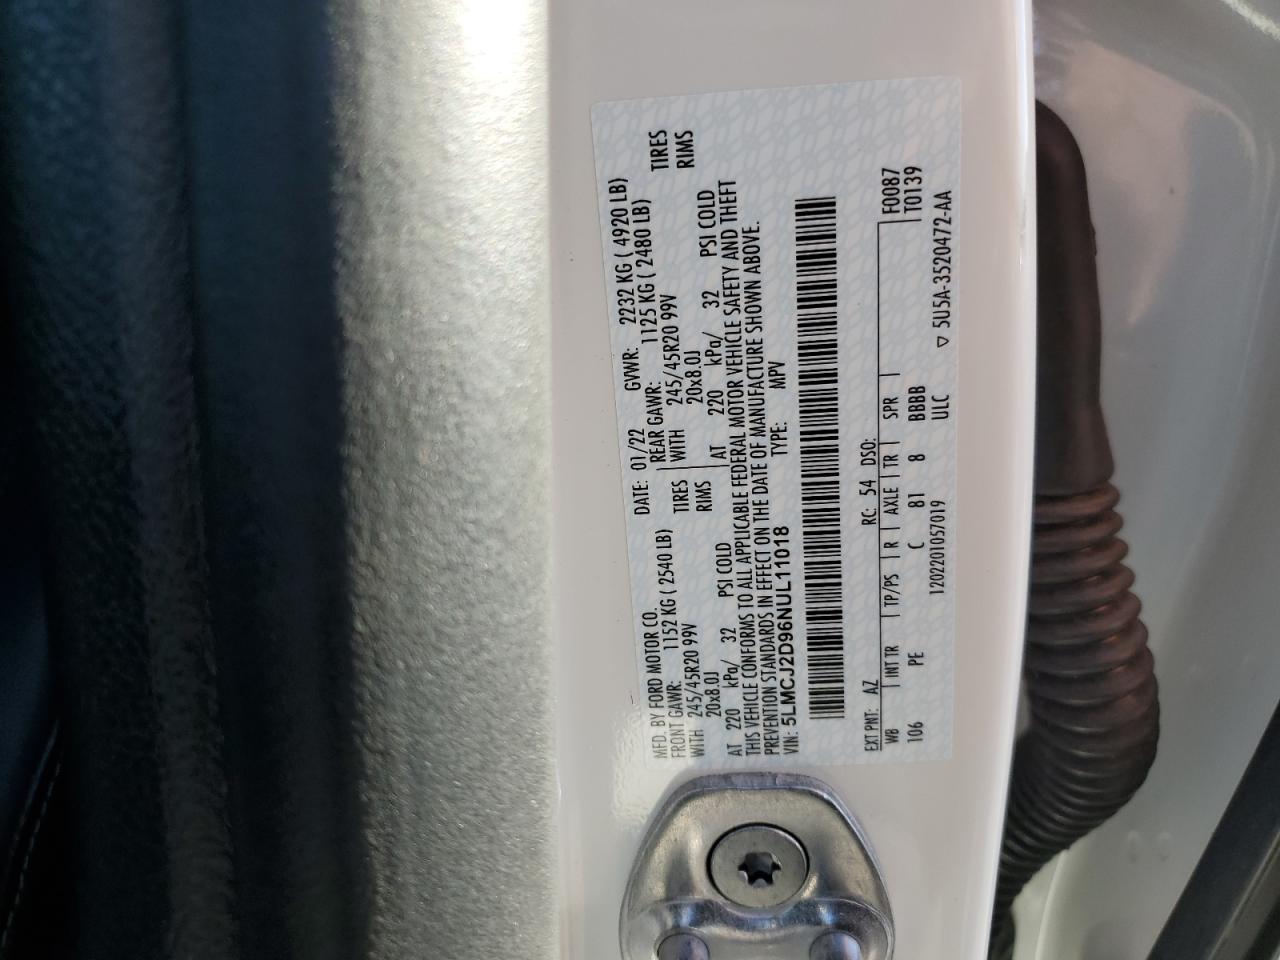 MFD. BY FORD MOTOR CO. DATE: 01/22 GVWR: 2232 KG ( 4920 LB)
FRONT GAWR: 1152 KG ( 2540 LB) REAR GAWR: 1125 KG ( 2480 LB)
WITH 245/45R20 99V TIRES WITH 245/45R20 99V TIRES
20x8.0J RIMS 20x8.0J RIMS
AT 220 kPa/ 32 PSI COLD AT 220 kPa/ 32 PSI COLD
THIS VEHICLE CONFORMS TO ALL APPLICABLE FEDERAL MOTOR VEHICLE SAFETY AND THEFT
PREVENTION STANDARDS IN EFFECT ON THE DATE OF MANUFACTURE SHOWN ABOVE.
VIN: 5LMCJ2D96NUL11018 TYPE: MPV
EXT PNT: AZ RC: 54 DSO:
WB INT TR TP/PS R AXLE TR SPR F0087
106 PE C 81 8 BBBB T0139
1202201057019 ULC ▽ 5U5A-3520472-AA